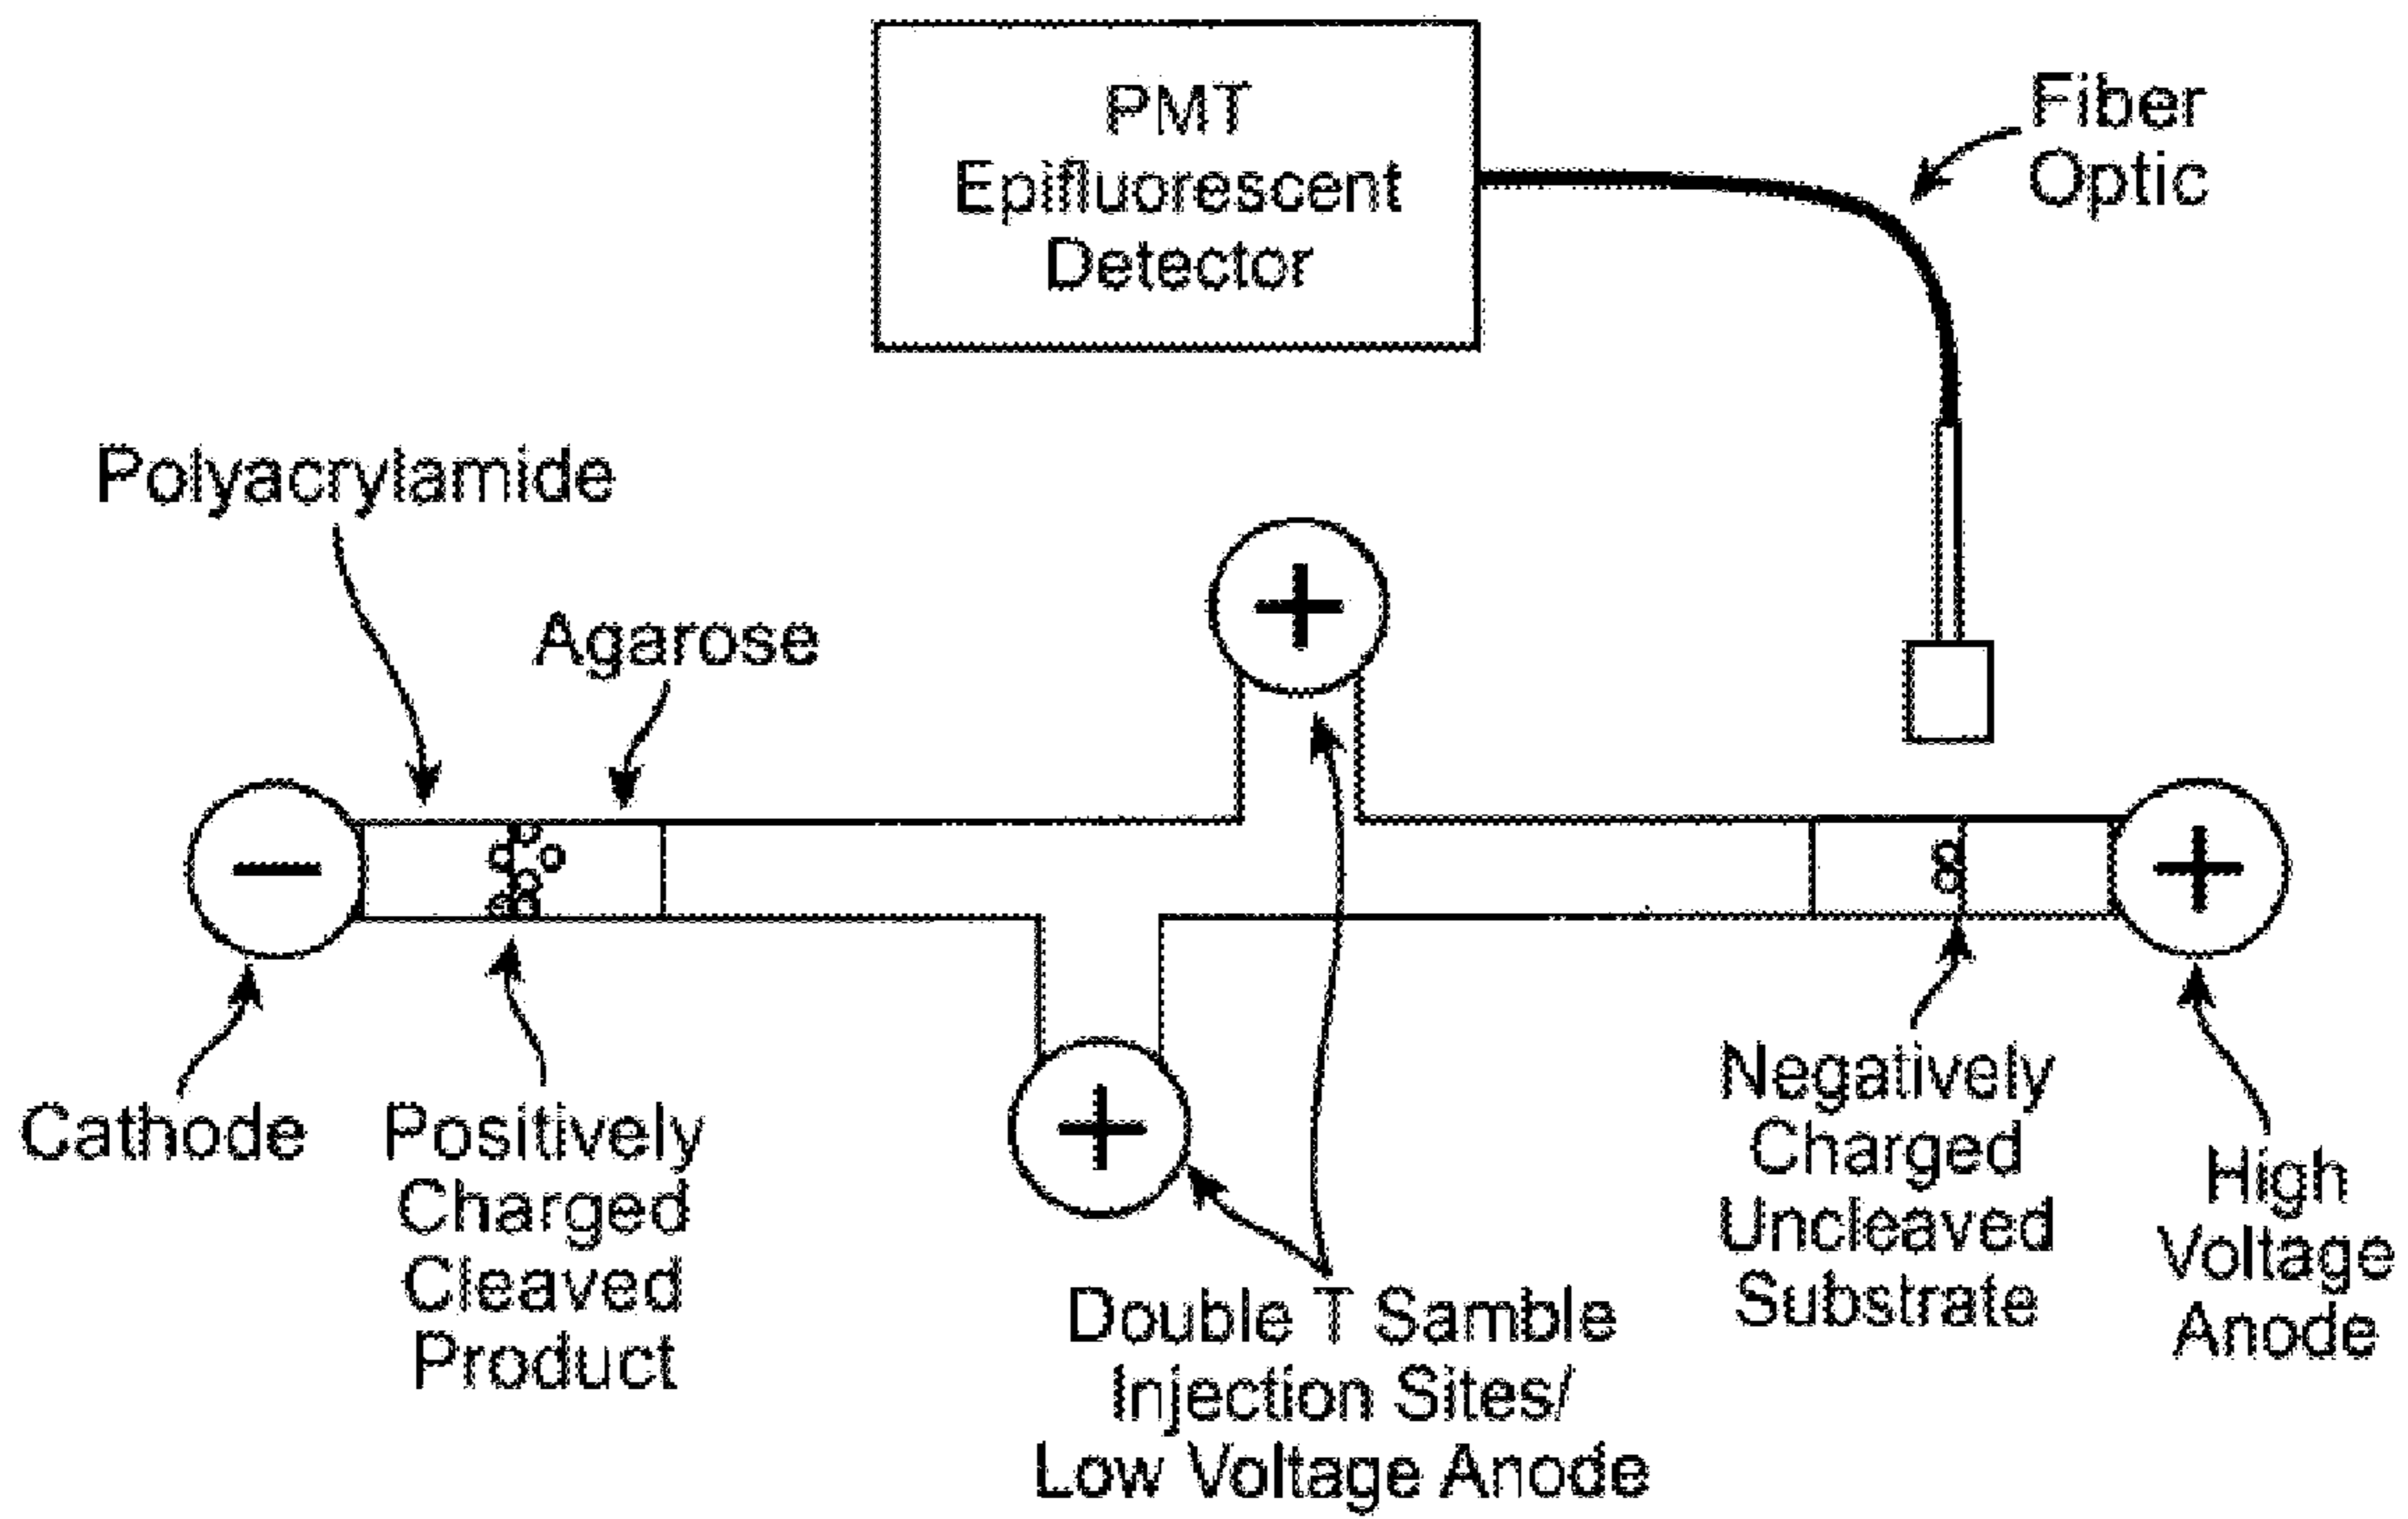 PMT
Epifluorescent
Detector
Fiber
Optic
Polyacrylamide
Agarose
+
−
+
+
Cathode
Positively
Charged
Cleaved
Product
Double T Samble
Injection Sites/
Low Voltage Anode
Negatively
Charged
Uncleaved
Substrate
High
Voltage
Anode